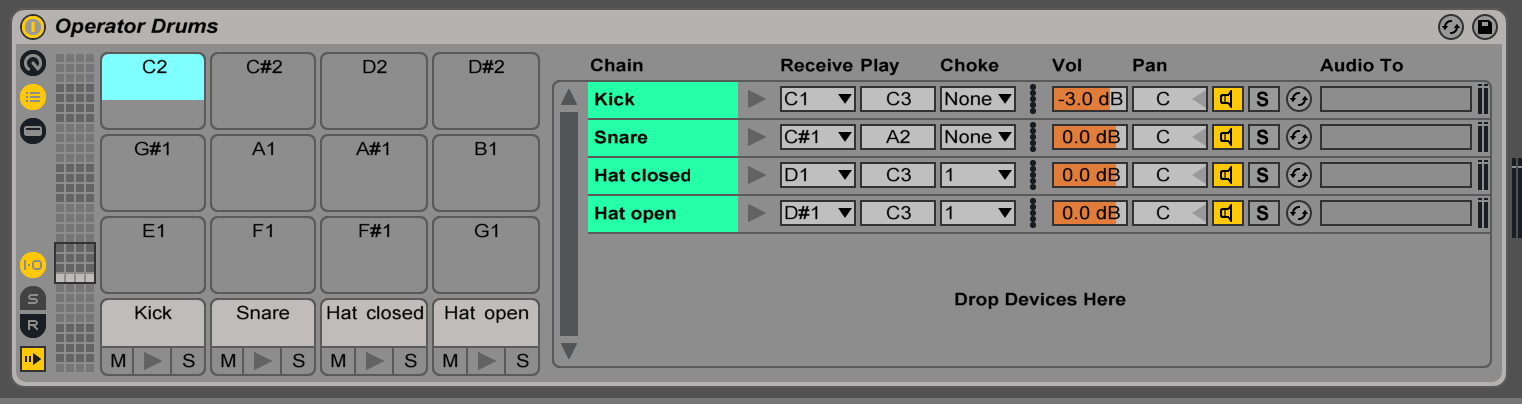 Operator Drums
C2 C#2 D2 D#2
G#1 A1 A#1 B1
E1 F1 F#1 G1
Kick Snare Hat closed Hat open
M S M S M S M S
I·O
S
R
Chain Receive Play Choke Vol Pan Audio To
Kick C1 C3 None -3.0 dB C S
Snare C#1 A2 None 0.0 dB C S
Hat closed D1 C3 1 0.0 dB C S
Hat open D#1 C3 1 0.0 dB C S
Drop Devices Here